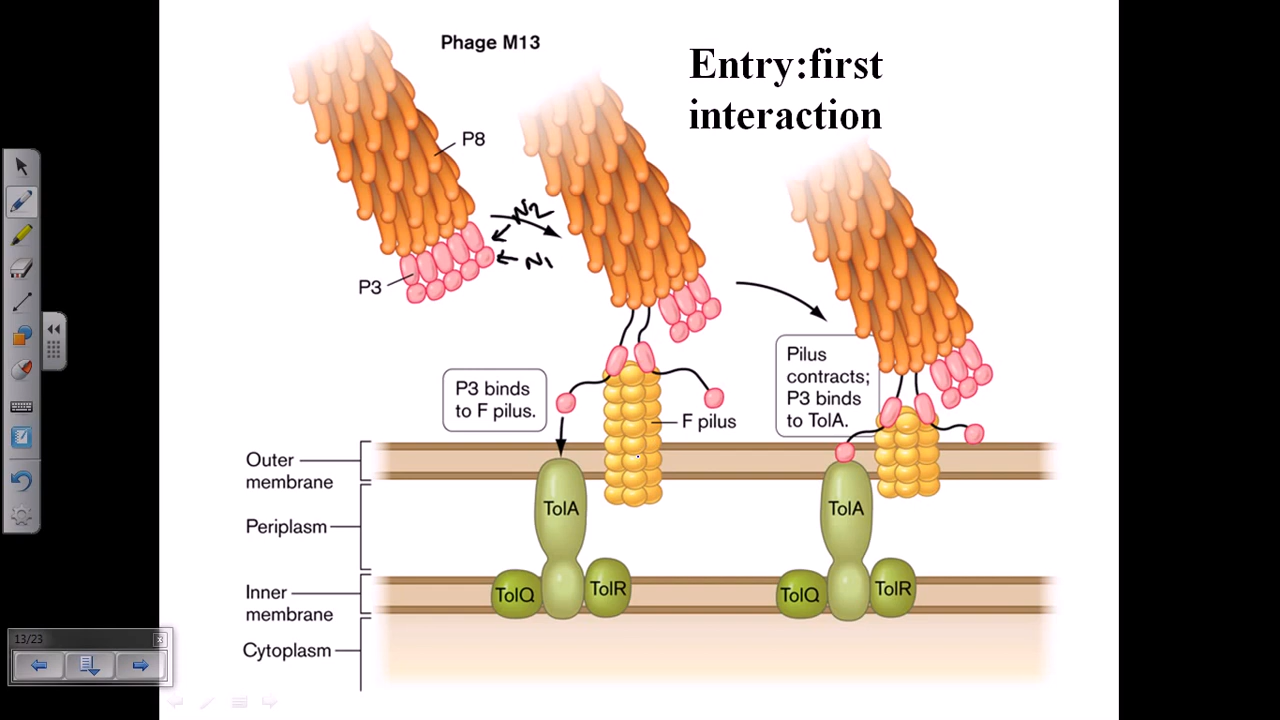 Phage M13
Entry:first
interaction
P8
N2
N1
P3
P3 binds
to F pilus.
F pilus
Pilus
contracts;
P3 binds
to TolA.
Outer
membrane
Periplasm
Inner
membrane
Cytoplasm
TolA
TolQ
TolR
TolA
TolQ
TolR
13/23